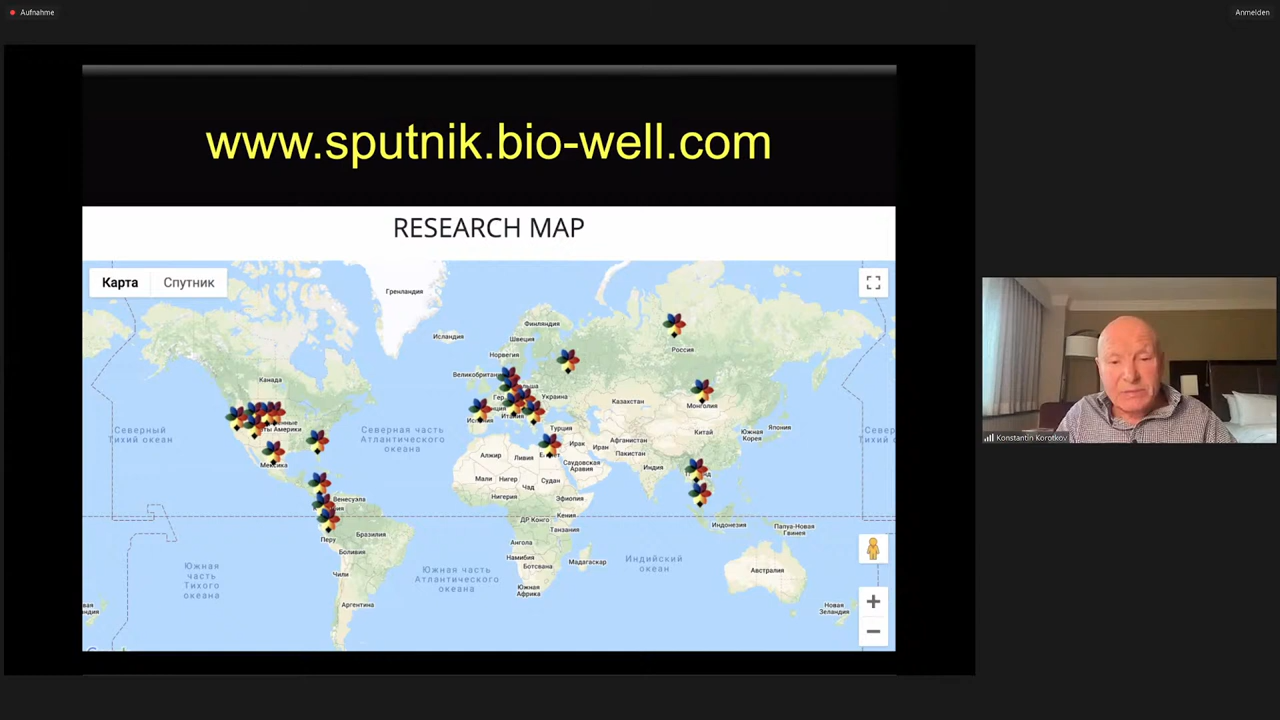 Aufnahme
Anmelden
www.sputnik.bio-well.com
RESEARCH MAP
Карта
Спутник
Гренландия
Исландия
Финляндия
Швеция
Норвегия
Россия
Канада
Великобритания
Украина
Казахстан
Монголия
Италия
Турция
Северный
Тихий океан
Северная часть
Атлантического
океана
Ирак
Афганистан
Пакистан
Китай
Южная
Корея
Япония
Мексика
Алжир
Ливия
Саудовская
Аравия
Индия
Мали
Нигер
Чад
Судан
Нигерия
Эфиопия
Венесуэла
ДР Конго
Кения
Танзания
Индонезия
Папуа-Новая
Гвинея
Перу
Бразилия
Боливия
Ангола
Намибия
Ботсвана
Мадагаскар
Индийский
океан
Австралия
Южная
часть
Тихого
океана
Южная часть
Атлантического
океана
Чили
Южная
Африка
Аргентина
Новая
Зеландия
Konstantin Korotkov